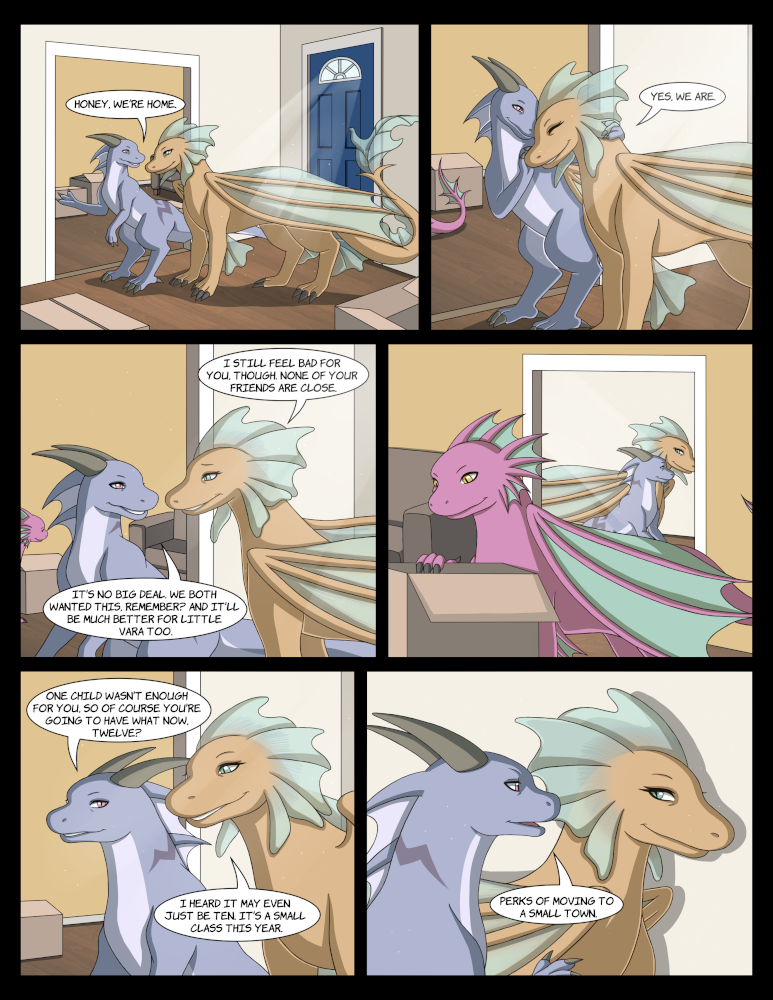 HONEY, WE'RE HOME.
YES, WE ARE.
I STILL FEEL BAD FOR
YOU, THOUGH. NONE OF YOUR
FRIENDS ARE CLOSE.
IT'S NO BIG DEAL. WE BOTH
WANTED THIS, REMEMBER? AND IT'LL
BE MUCH BETTER FOR LITTLE
VARA TOO.
ONE CHILD WASN'T ENOUGH
FOR YOU, SO OF COURSE YOU'RE
GOING TO HAVE WHAT NOW,
TWELVE?
I HEARD IT MAY EVEN
JUST BE TEN. IT'S A SMALL
CLASS THIS YEAR.
PERKS OF MOVING TO
A SMALL TOWN.